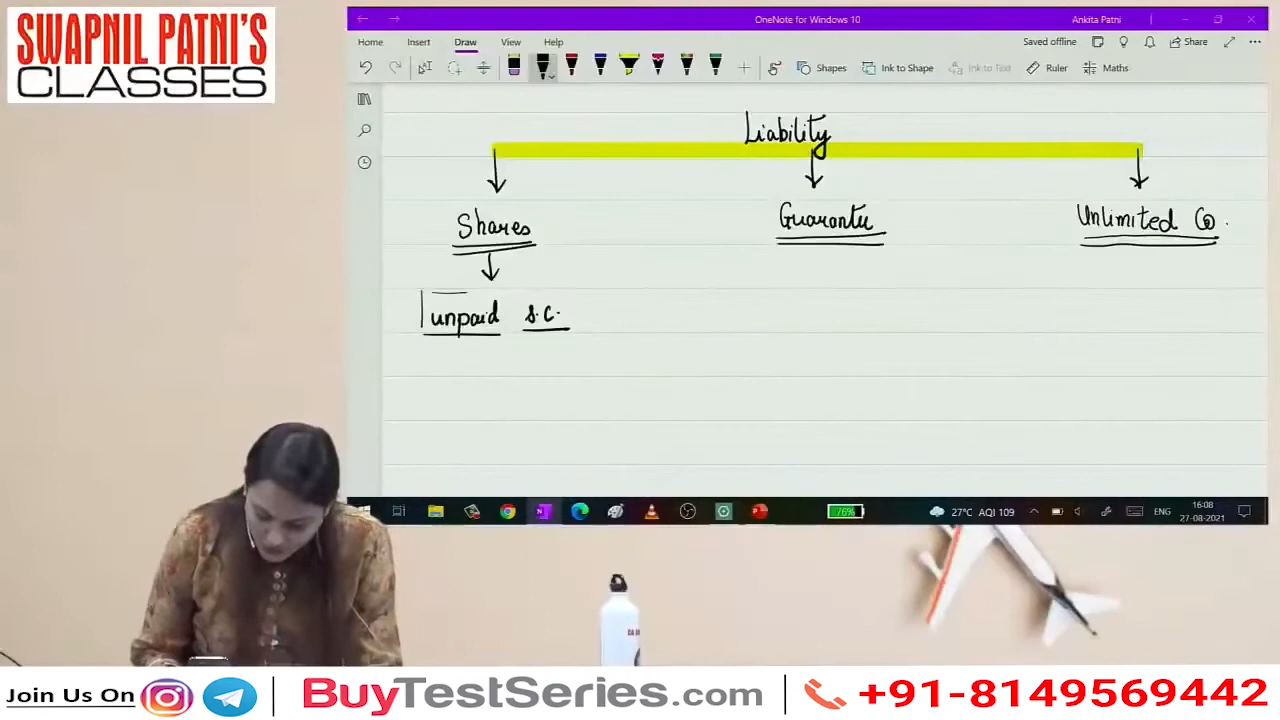 SWAPNIL PATNI'S
CLASSES
OneNote for Windows 10
Ankita Patni
Home Insert Draw View Help
Saved offline
Share
Shapes
Ink to Shape
Ink to Text
Ruler
Maths
Liability
Shares
Guarantee
Unlimited Co.
unpaid s.c.
76%
27°C AQI 109
ENG
16:08
27-08-2021
Join Us On
BuyTestSeries.com
+91-8149569442